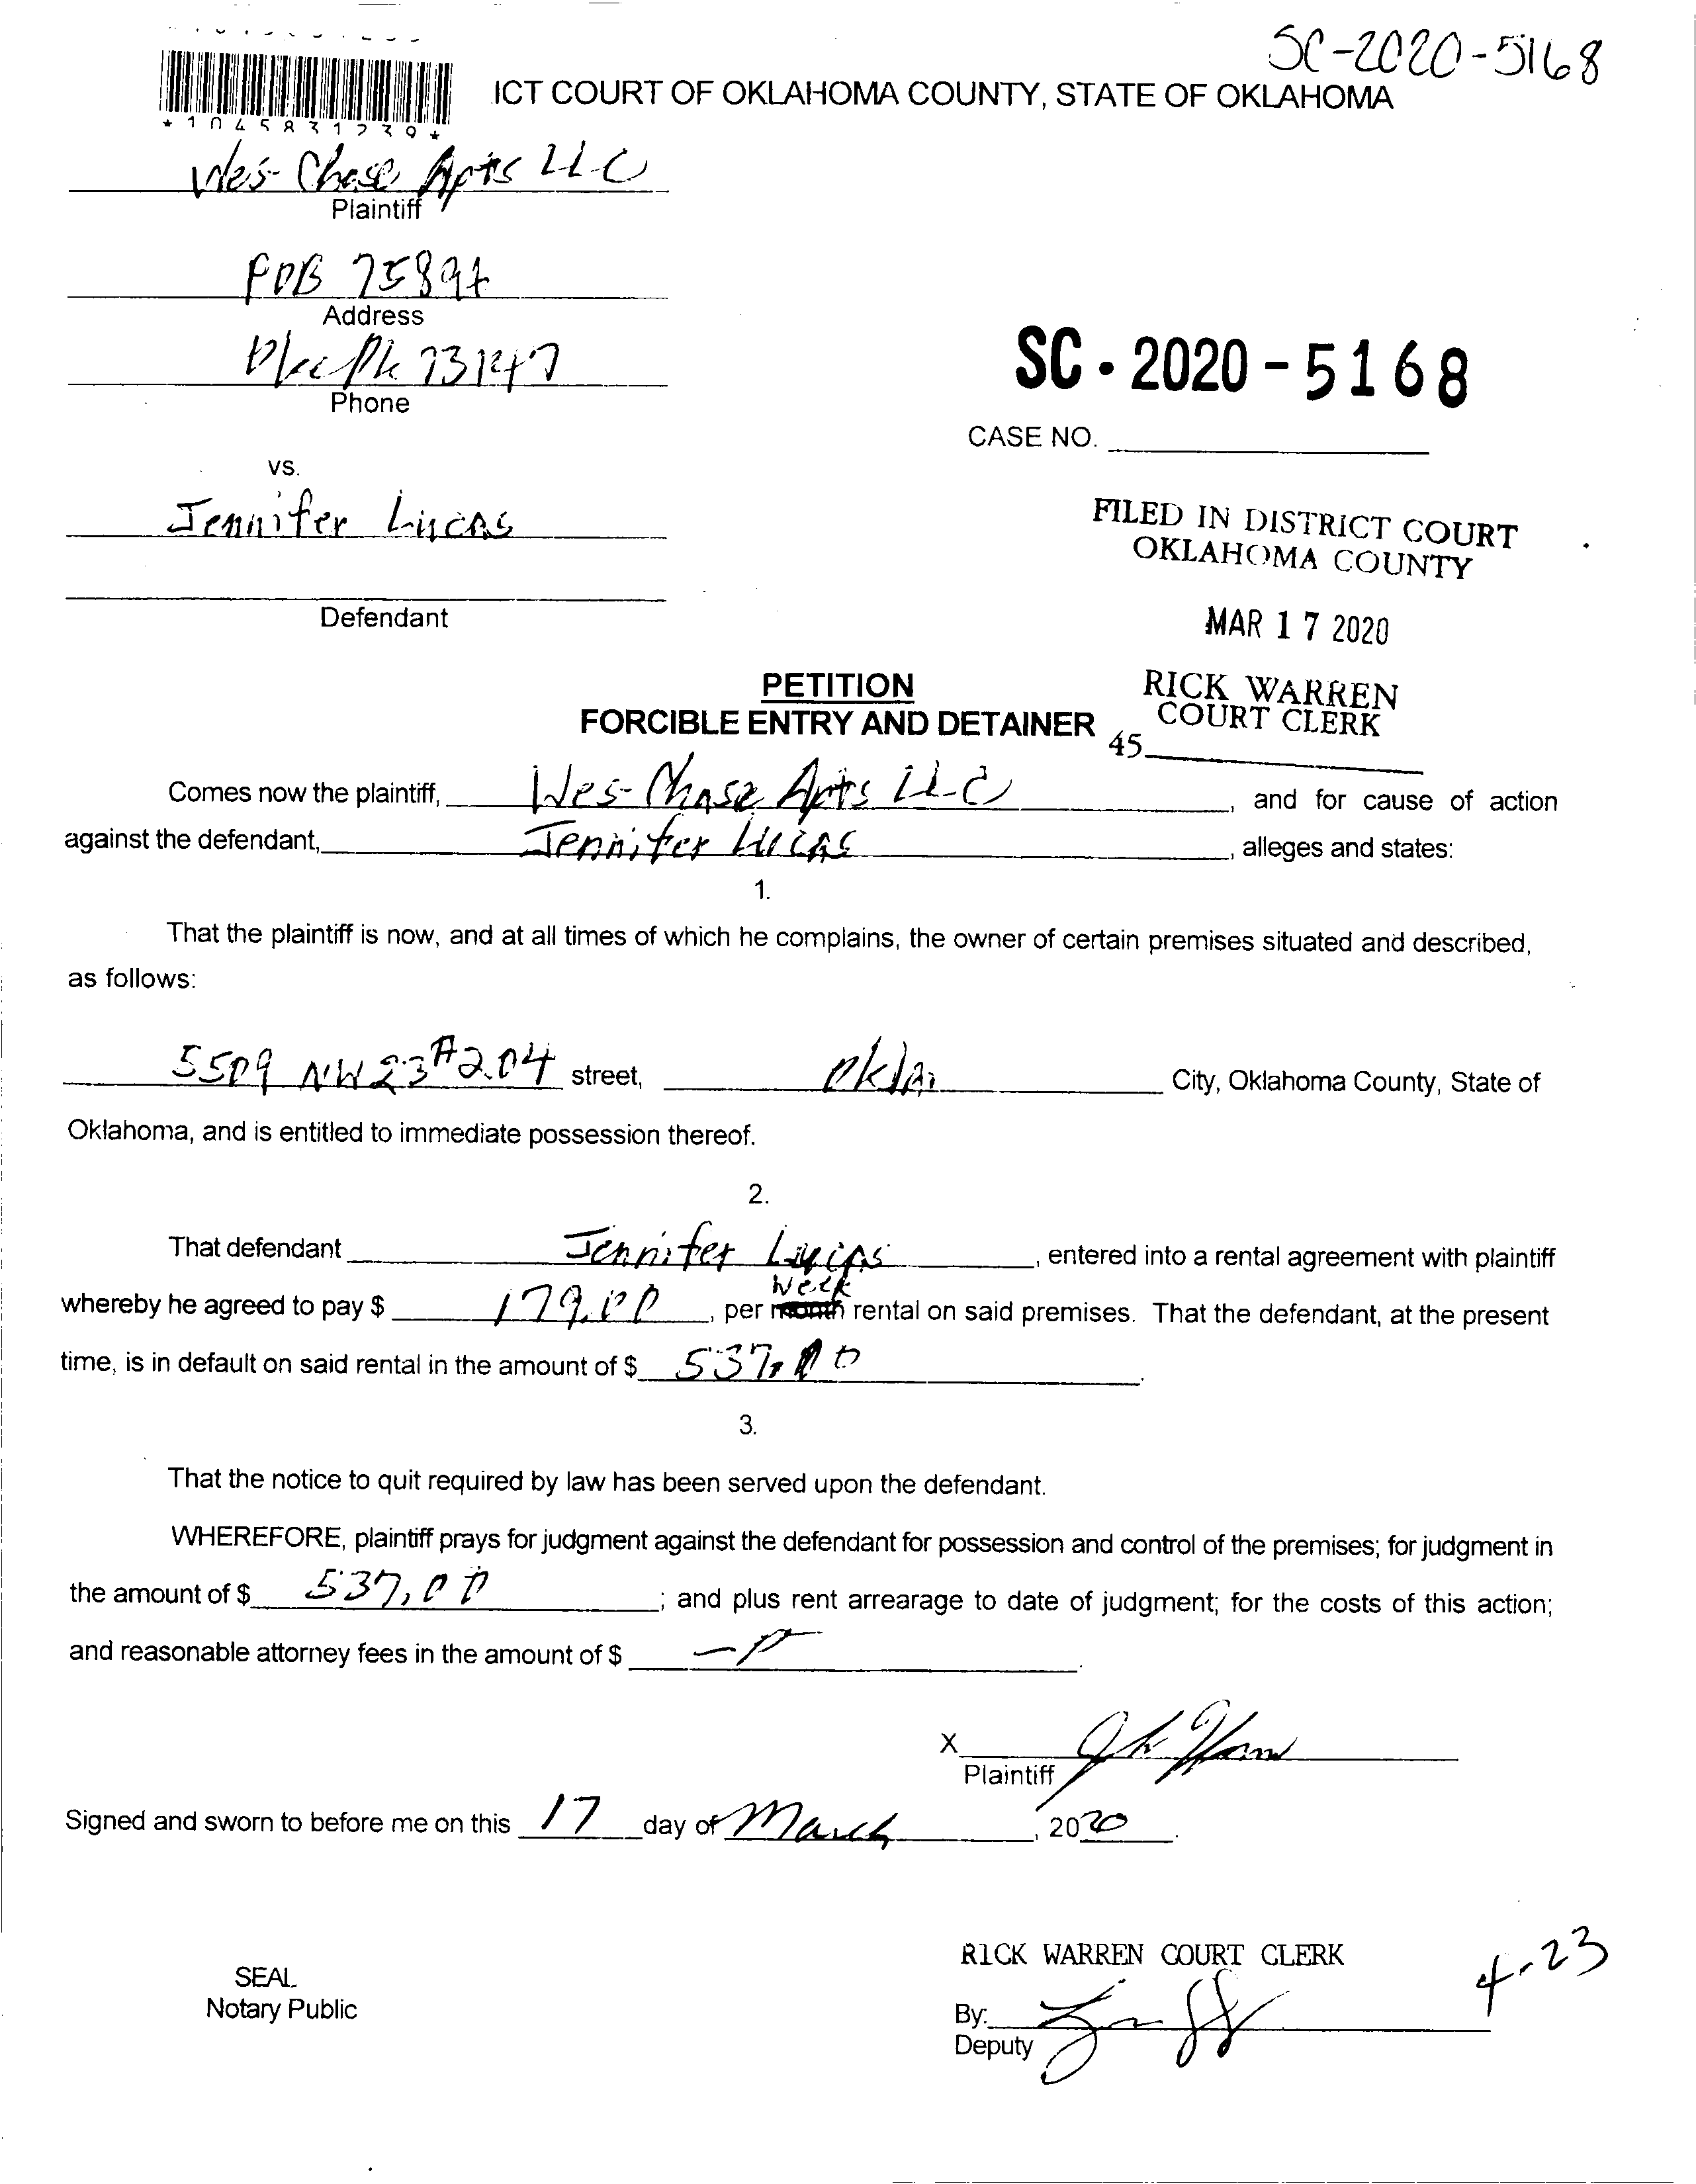 SC-2020-5168
ICT COURT OF OKLAHOMA COUNTY, STATE OF OKLAHOMA
*1045831239*
Wes-Chase Apts LLC
Plaintiff
POB 75894
Address
73147
Phone
SC-2020-5168
CASE NO.
vs.
Jennifer Lucas
Defendant
FILED IN DISTRICT COURT
OKLAHOMA COUNTY
MAR 17 2020
RICK WARREN
COURT CLERK
45
PETITION
FORCIBLE ENTRY AND DETAINER
Comes now the plaintiff, Wes-Chase Apts LLC, and for cause of action
against the defendant, Jennifer Lucas, alleges and states:
1.
That the plaintiff is now, and at all times of which he complains, the owner of certain premises situated and described,
as follows:
5509 NW 23 #204 street, Okla City, Oklahoma County, State of
Oklahoma, and is entitled to immediate possession thereof.
2.
That defendant Jennifer Lucas, entered into a rental agreement with plaintiff
Week
whereby he agreed to pay $ 179.00, per month rental on said premises. That the defendant, at the present
time, is in default on said rental in the amount of $ 537.00.
3.
That the notice to quit required by law has been served upon the defendant.
WHEREFORE, plaintiff prays for judgment against the defendant for possession and control of the premises; for judgment in
the amount of $ 537,00; and plus rent arrearage to date of judgment; for the costs of this action;
and reasonable attorney fees in the amount of $ .
X
Plaintiff
Signed and sworn to before me on this 17 day of March, 2020.
RICK WARREN COURT CLERK
4-23
SEAL
Notary Public
By:
Deputy